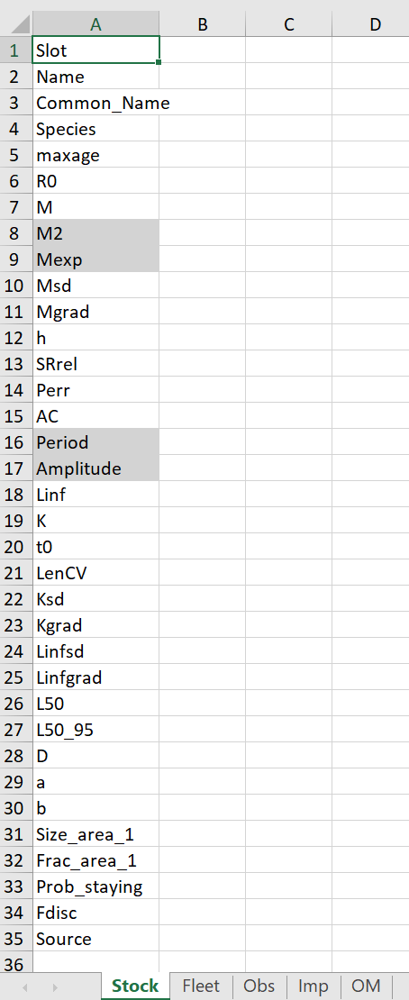 A B C D
1 Slot
2 Name
3 Common_Name
4 Species
5 maxage
6 R0
7 M
8 M2
9 Mexp
10 Msd
11 Mgrad
12 h
13 SRrel
14 Perr
15 AC
16 Period
17 Amplitude
18 Linf
19 K
20 t0
21 LenCV
22 Ksd
23 Kgrad
24 Linfsd
25 Linfgrad
26 L50
27 L50_95
28 D
29 a
30 b
31 Size_area_1
32 Frac_area_1
33 Prob_staying
34 Fdisc
35 Source
36
Stock Fleet Obs Imp OM